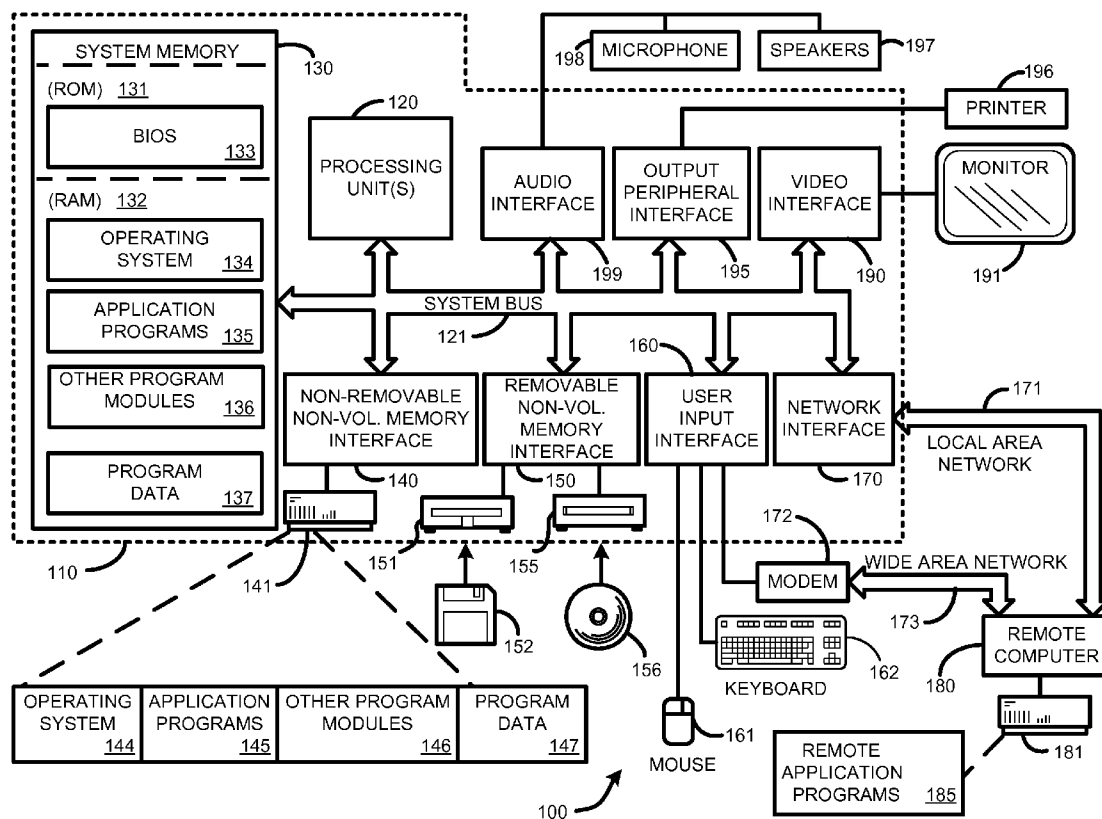 SYSTEM MEMORY
130
(ROM) 131
BIOS
133
(RAM) 132
OPERATING
SYSTEM
134
APPLICATION
PROGRAMS
135
OTHER PROGRAM
MODULES
136
PROGRAM
DATA
137
120
PROCESSING
UNIT(S)
198
MICROPHONE
SPEAKERS
197
196
PRINTER
AUDIO
INTERFACE
199
OUTPUT
PERIPHERAL
INTERFACE
195
VIDEO
INTERFACE
190
MONITOR
191
SYSTEM BUS
121
NON-REMOVABLE
NON-VOL. MEMORY
INTERFACE
140
REMOVABLE
NON-VOL.
MEMORY
INTERFACE
150
160
USER
INPUT
INTERFACE
NETWORK
INTERFACE
170
171
LOCAL AREA
NETWORK
110
141
151
155
152
156
172
MODEM
WIDE AREA NETWORK
173
162
KEYBOARD
161
MOUSE
180
REMOTE
COMPUTER
181
OPERATING
SYSTEM
144
APPLICATION
PROGRAMS
145
OTHER PROGRAM
MODULES
146
PROGRAM
DATA
147
REMOTE
APPLICATION
PROGRAMS
185
100